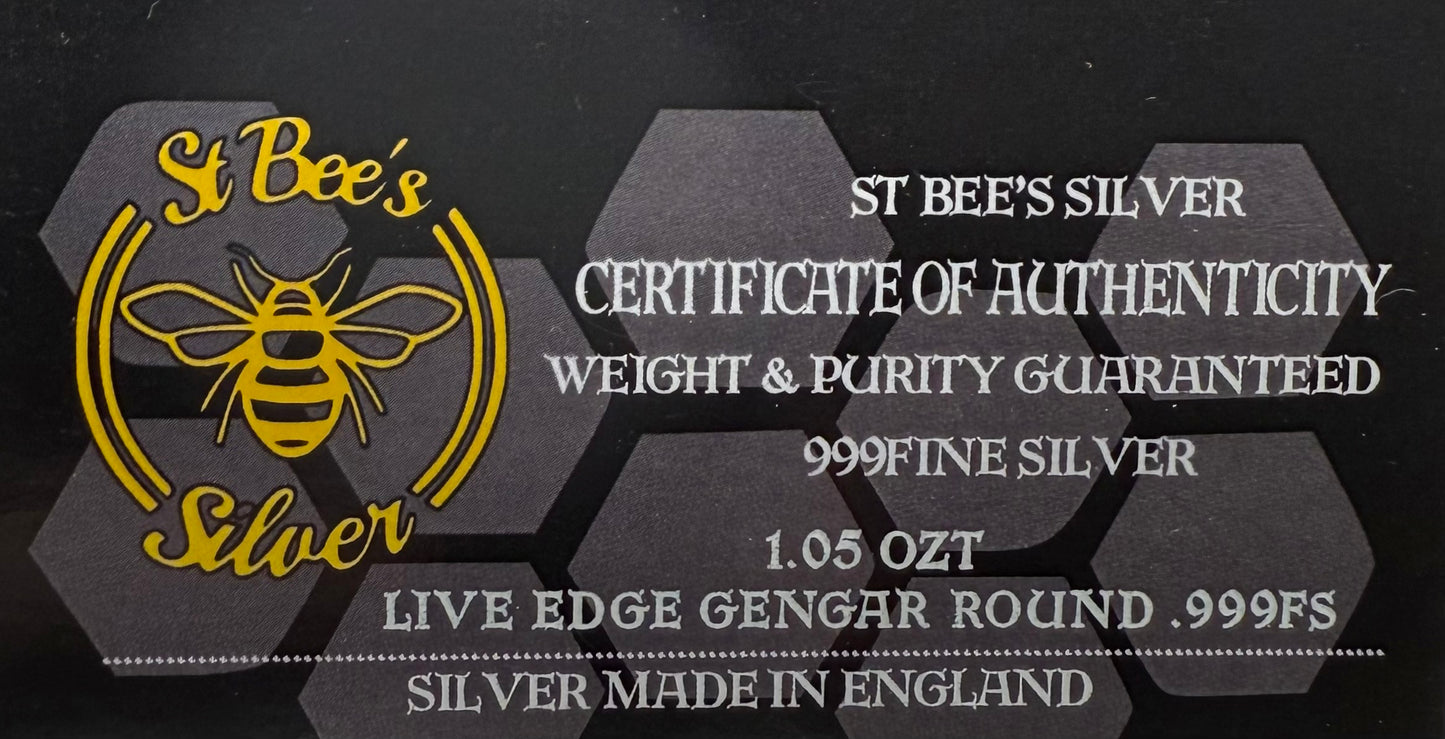 St Bee's
Silver
ST BEE'S SILVER
CERTIFICATE OF AUTHENTICITY
WEIGHT & PURITY GUARANTEED
999FINE SILVER
1.05 OZT
LIVE EDGE GENGAR ROUND .999FS
SILVER MADE IN ENGLAND